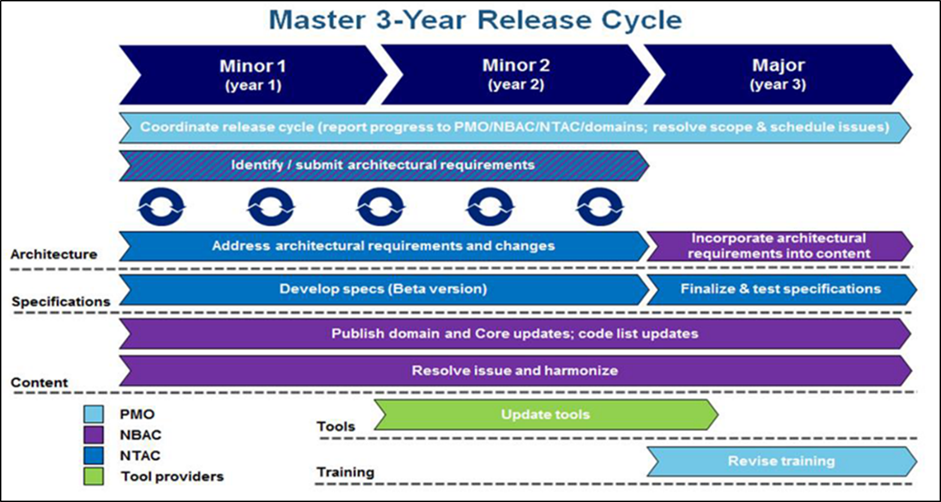 Master 3-Year Release Cycle
Minor 1
(year 1)
Minor 2
(year 2)
Major
(year 3)
Coordinate release cycle (report progress to PMO/NBAC/NTAC/domains; resolve scope & schedule issues)
Identify / submit architectural requirements
Architecture
Address architectural requirements and changes
Incorporate architectural
requirements into content
Specifications
Develop specs (Beta version)
Finalize & test specifications
Publish domain and Core updates; code list updates
Resolve issue and harmonize
Content
Update tools
Tools
Revise training
Training
PMO
NBAC
NTAC
Tool providers